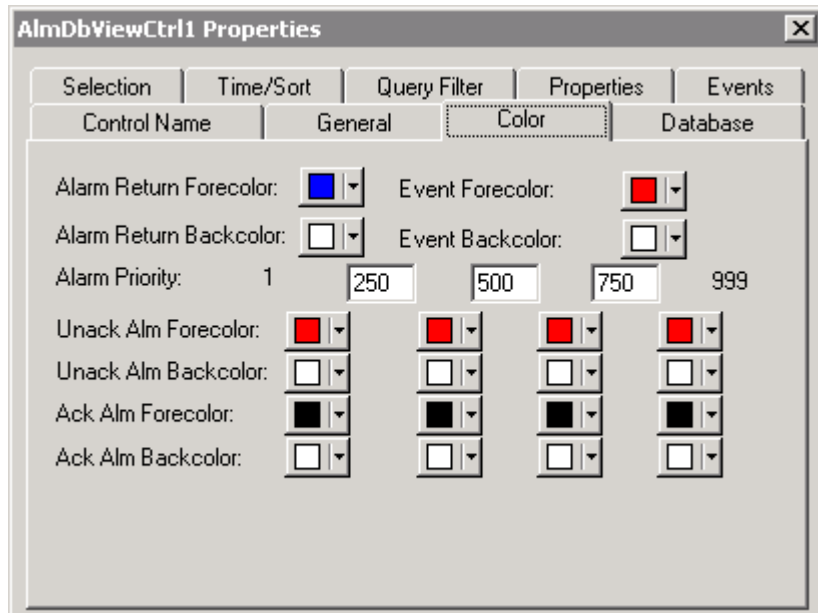 AlmDbViewCtrl1 Properties
Selection Time/Sort Query Filter Properties Events
Control Name General Color Database
Alarm Return Forecolor: Event Forecolor:
Alarm Return Backcolor: Event Backcolor:
Alarm Priority: 1 250 500 750 999
Unack Alm Forecolor:
Unack Alm Backcolor:
Ack Alm Forecolor:
Ack Alm Backcolor: